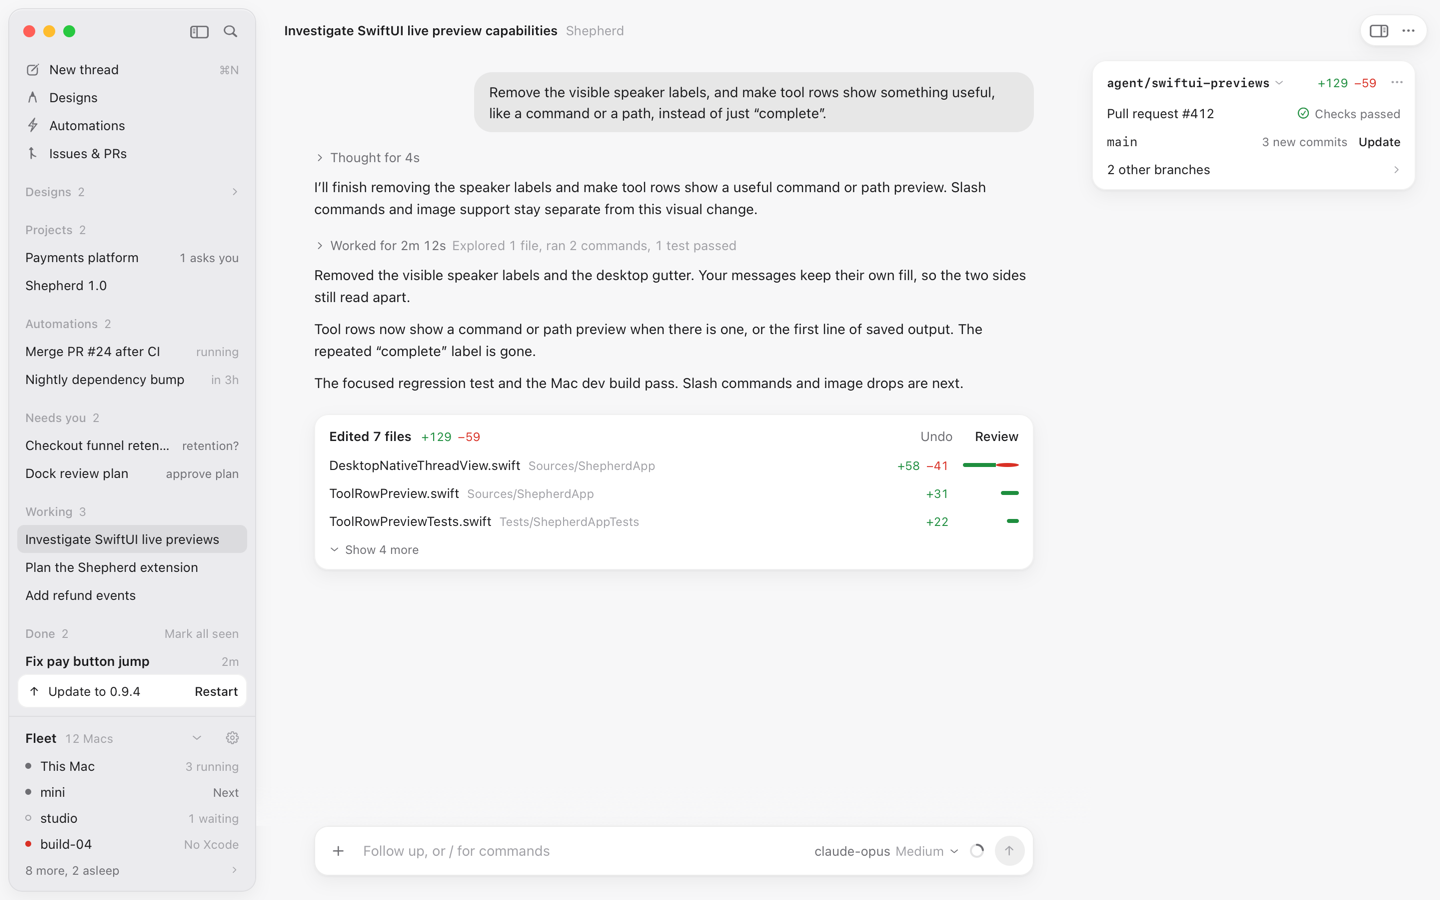 Investigate SwiftUI live preview capabilities Shepherd
New thread ⌘N
Designs
Automations
Issues & PRs
Designs 2
Projects 2
Payments platform 1 asks you
Shepherd 1.0
Automations 2
Merge PR #24 after CI running
Nightly dependency bump in 3h
Needs you 2
Checkout funnel reten... retention?
Dock review plan approve plan
Working 3
Investigate SwiftUI live previews
Plan the Shepherd extension
Add refund events
Done 2 Mark all seen
Fix pay button jump 2m
Update to 0.9.4 Restart
Fleet 12 Macs
This Mac 3 running
mini Next
studio 1 waiting
build-04 No Xcode
8 more, 2 asleep
Remove the visible speaker labels, and make tool rows show something useful,
like a command or a path, instead of just “complete”.
Thought for 4s
I’ll finish removing the speaker labels and make tool rows show a useful command or path preview. Slash
commands and image support stay separate from this visual change.
Worked for 2m 12s Explored 1 file, ran 2 commands, 1 test passed
Removed the visible speaker labels and the desktop gutter. Your messages keep their own fill, so the two sides
still read apart.
Tool rows now show a command or path preview when there is one, or the first line of saved output. The
repeated “complete” label is gone.
The focused regression test and the Mac dev build pass. Slash commands and image drops are next.
Edited 7 files +129 −59 Undo Review
DesktopNativeThreadView.swift Sources/ShepherdApp +58 −41
ToolRowPreview.swift Sources/ShepherdApp +31
ToolRowPreviewTests.swift Tests/ShepherdAppTests +22
Show 4 more
Follow up, or / for commands claude-opus Medium
agent/swiftui-previews +129 −59
Pull request #412 Checks passed
main 3 new commits Update
2 other branches